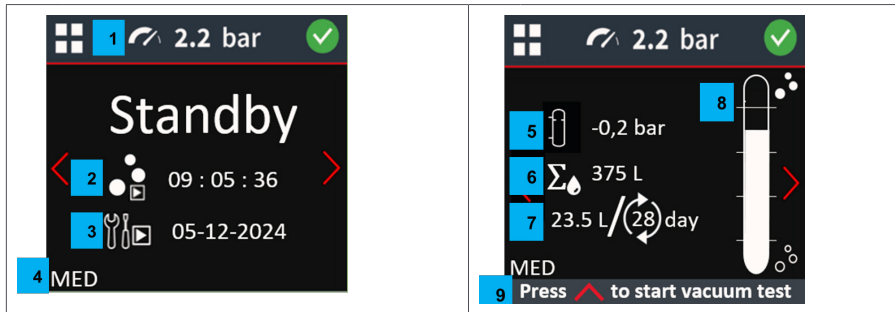 1 2.2 bar
Standby
2 09 : 05 : 36
3 05-12-2024
4 MED
2.2 bar
8
5 -0,2 bar
6 Σ 375 L
7 23.5 L/28 day
MED
9 Press to start vacuum test